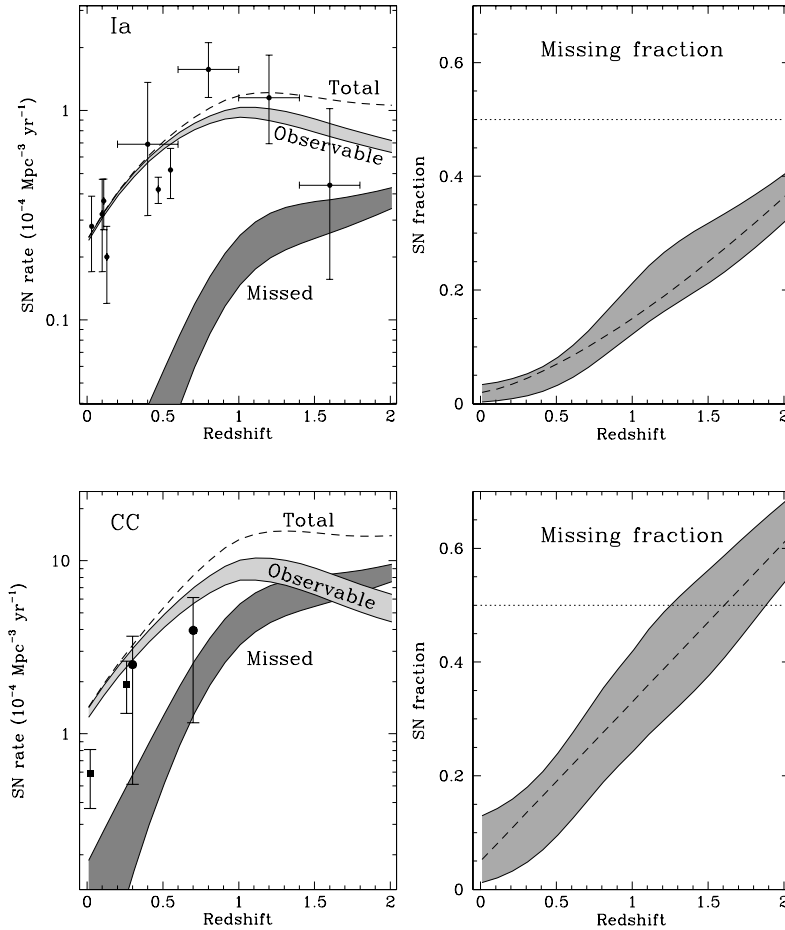 Ia
Total
Observable
Missed
SN rate (10⁻⁴ Mpc⁻³ yr⁻¹)
1
0.1
0 0.5 1 1.5 2
Redshift
Missing fraction
SN fraction
0.6
0.4
0.2
0
0 0.5 1 1.5 2
Redshift
CC
Total
Observable
Missed
SN rate (10⁻⁴ Mpc⁻³ yr⁻¹)
10
1
0 0.5 1 1.5 2
Redshift
Missing fraction
SN fraction
0.6
0.4
0.2
0
0 0.5 1 1.5 2
Redshift